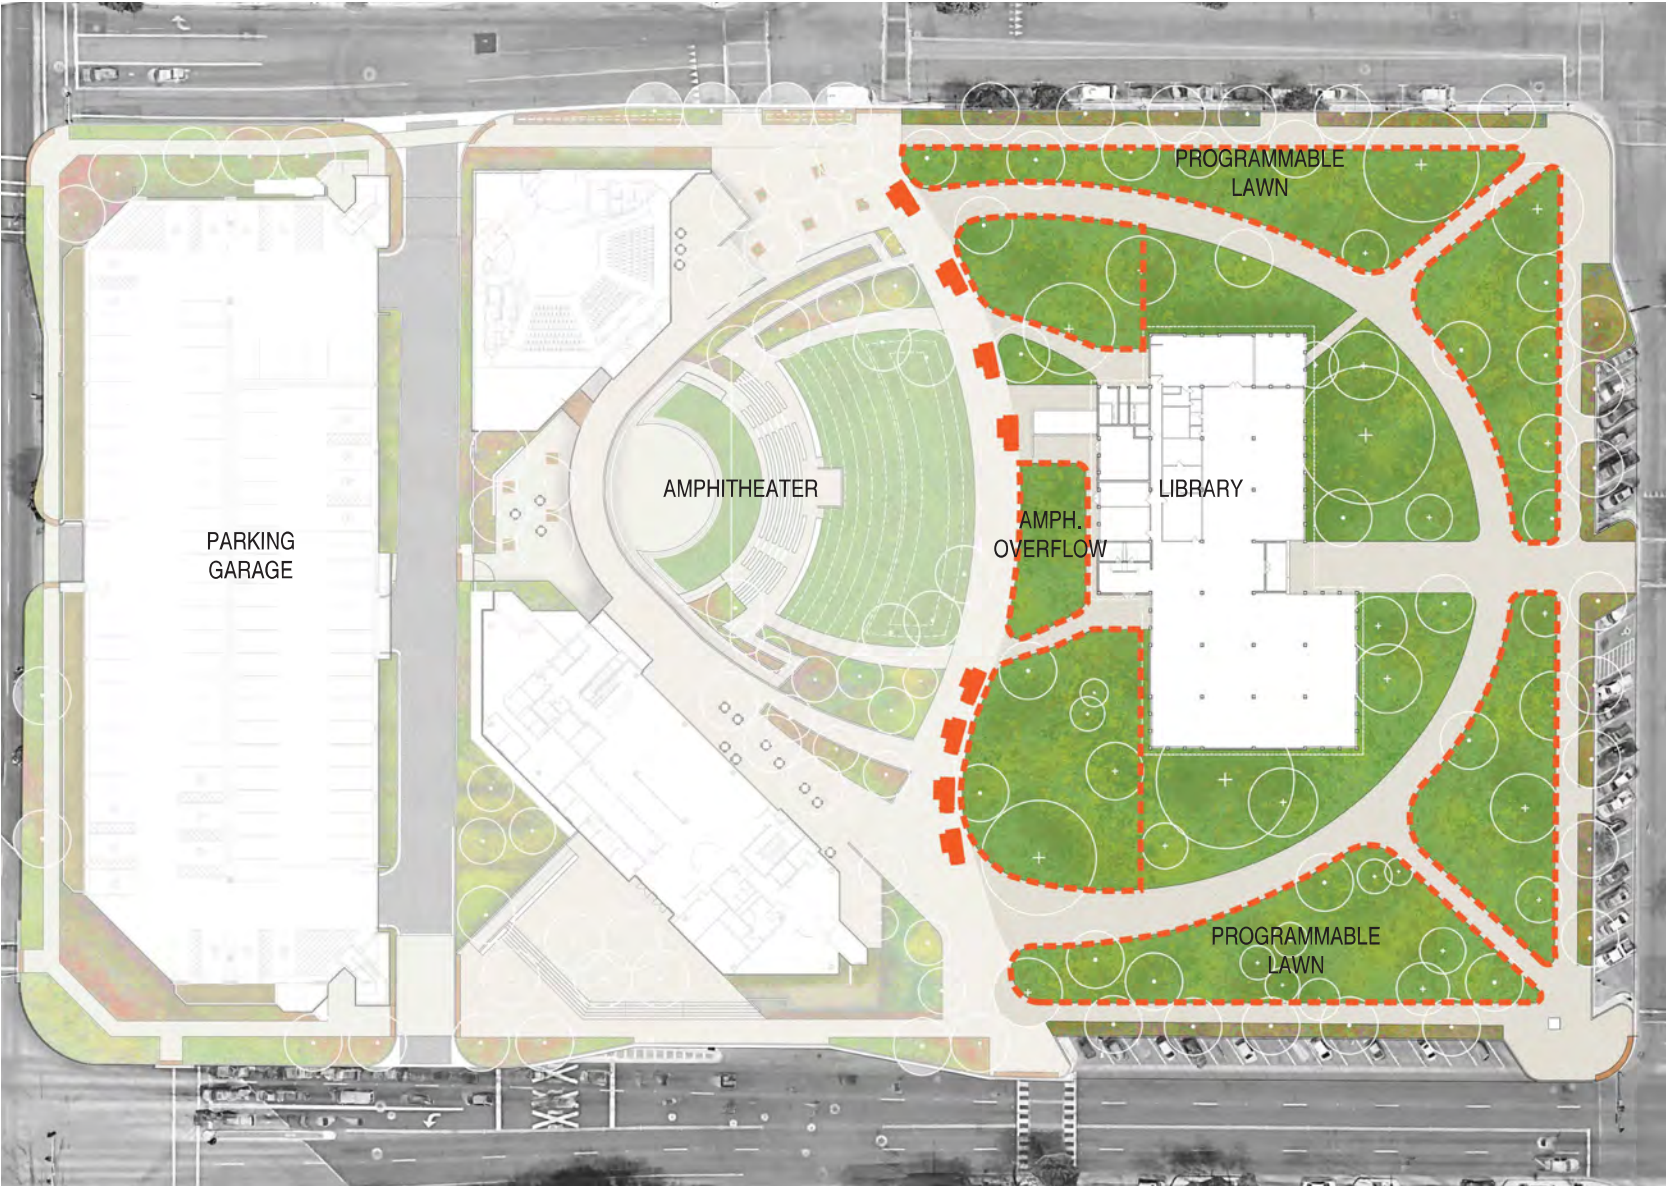 PROGRAMMABLE
LAWN
AMPHITHEATER
LIBRARY
AMPH.
OVERFLOW
PARKING
GARAGE
PROGRAMMABLE
LAWN